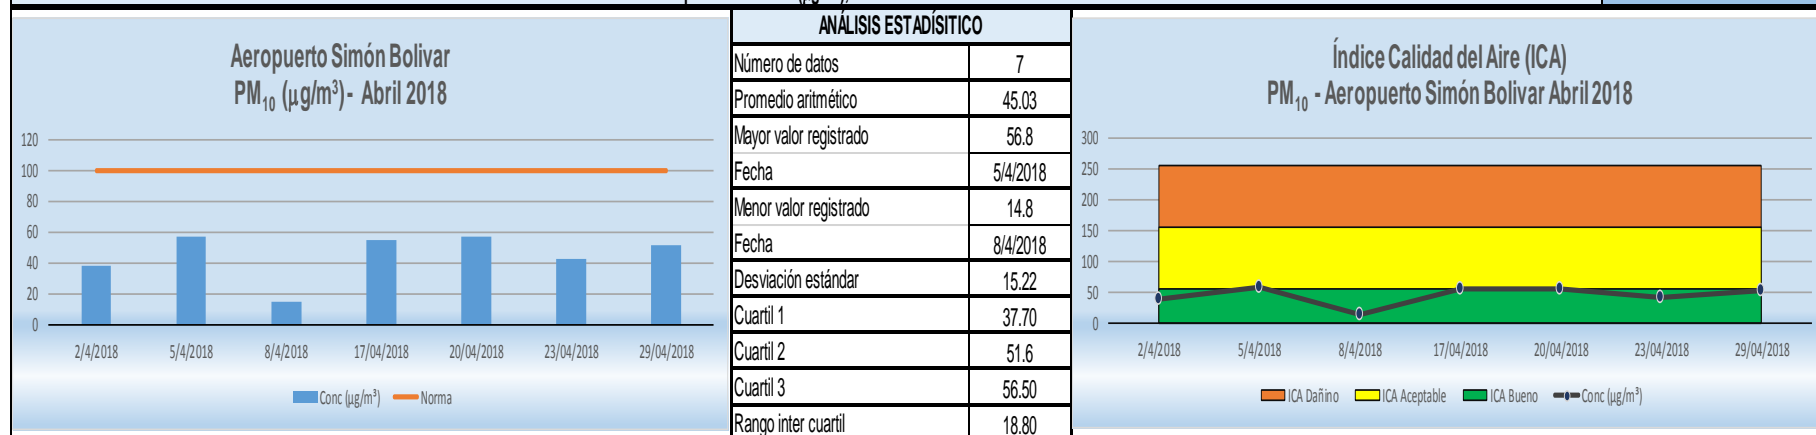 Aeropuerto Simón Bolivar
PM₁₀ (µg/m³) - Abril 2018
120
100
80
60
40
20
0
2/4/2018 5/4/2018 8/4/2018 17/04/2018 20/04/2018 23/04/2018 29/04/2018
Conc (µg/m³) Norma
ANÁLISIS ESTADÍSITICO
Número de datos 7
Promedio aritmético 45.03
Mayor valor registrado 56.8
Fecha 5/4/2018
Menor valor registrado 14.8
Fecha 8/4/2018
Desviación estándar 15.22
Cuartil 1 37.70
Cuartil 2 51.6
Cuartil 3 56.50
Rango inter cuartil 18.80
Índice Calidad del Aire (ICA)
PM₁₀ - Aeropuerto Simón Bolivar Abril 2018
300
250
200
150
100
50
0
2/4/2018 5/4/2018 8/4/2018 17/04/2018 20/04/2018 23/04/2018 29/04/2018
ICA Dañino ICA Aceptable ICA Bueno Conc (µg/m³)